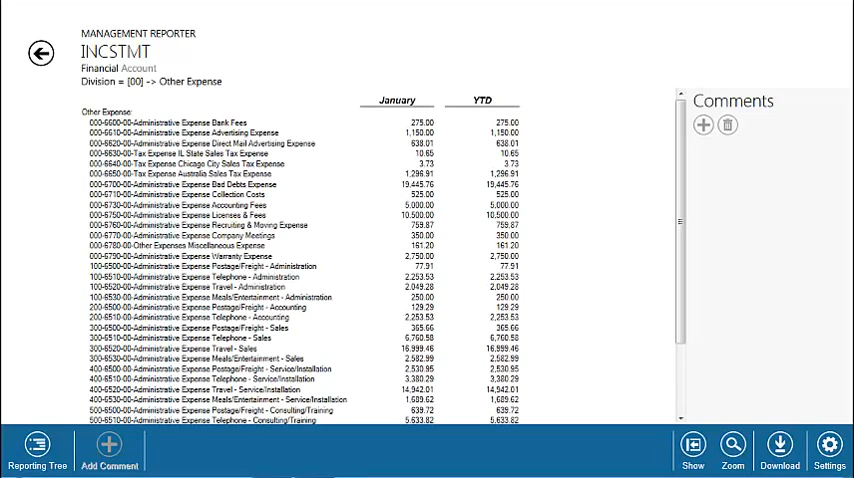 MANAGEMENT REPORTER
INCSTMT
Financial Account
Division = [00] -> Other Expense
January YTD
Other Expense:
000-6600-00-Administrative Expense Bank Fees 275.00 275.00
000-6610-00-Administrative Expense Advertising Expense 1,150.00 1,150.00
000-6620-00-Administrative Expense Direct Mail Advertising Expense 638.01 638.01
000-6630-00-Tax Expense IL State Sales Tax Expense 10.65 10.65
000-6640-00-Tax Expense Chicago City Sales Tax Expense 3.73 3.73
000-6650-00-Tax Expense Australia Sales Tax Expense 1,296.91 1,296.91
000-6700-00-Administrative Expense Bad Debts Expense 19,445.76 19,445.76
000-6710-00-Administrative Expense Collection Costs 525.00 525.00
000-6730-00-Administrative Expense Accounting Fees 5,000.00 5,000.00
000-6750-00-Administrative Expense Licenses & Fees 10,500.00 10,500.00
000-6760-00-Administrative Expense Recruiting & Moving Expense 759.87 759.87
000-6770-00-Administrative Expense Company Meetings 350.00 350.00
000-6780-00-Other Expenses Miscellaneous Expense 161.20 161.20
000-6790-00-Administrative Expense Warranty Expense 2,750.00 2,750.00
100-6500-00-Administrative Expense Postage/Freight - Administration 77.91 77.91
100-6510-00-Administrative Expense Telephone - Administration 2,253.53 2,253.53
100-6520-00-Administrative Expense Travel - Administration 2,049.28 2,049.28
100-6530-00-Administrative Expense Meals/Entertainment - Administration 250.00 250.00
200-6500-00-Administrative Expense Postage/Freight - Accounting 129.29 129.29
200-6510-00-Administrative Expense Telephone - Accounting 2,253.53 2,253.53
300-6500-00-Administrative Expense Postage/Freight - Sales 365.66 365.66
300-6510-00-Administrative Expense Telephone - Sales 6,760.58 6,760.58
300-6520-00-Administrative Expense Travel - Sales 16,999.46 16,999.46
300-6530-00-Administrative Expense Meals/Entertainment - Sales 2,582.99 2,582.99
400-6500-00-Administrative Expense Postage/Freight - Service/Installation 2,530.95 2,530.95
400-6510-00-Administrative Expense Telephone - Service/Installation 3,380.29 3,380.29
400-6520-00-Administrative Expense Travel - Service/Installation 14,942.01 14,942.01
400-6530-00-Administrative Expense Meals/Entertainment - Service/Installation 1,689.62 1,689.62
500-6500-00-Administrative Expense Postage/Freight - Consulting/Training 639.72 639.72
500-6510-00-Administrative Expense Telephone - Consulting/Training 5,633.82 5,633.82
Comments
Reporting Tree
Add Comment
Show
Zoom
Download
Settings